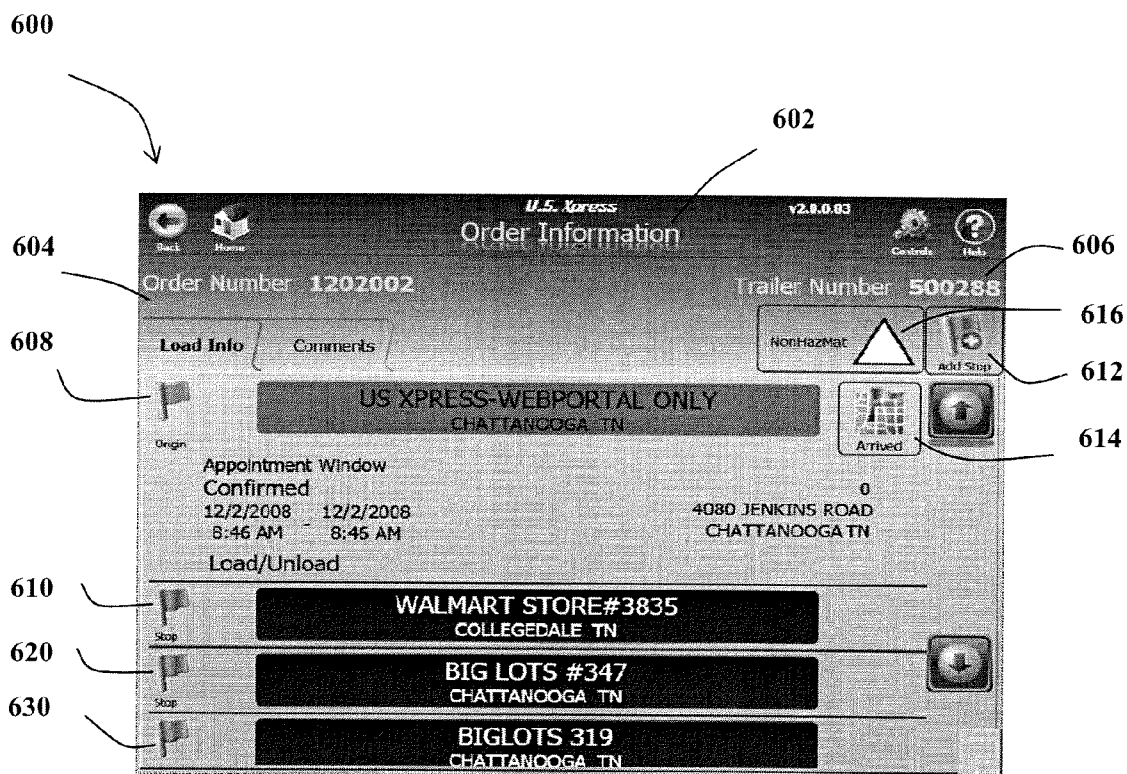 600
602
U.S. Xpress
v2.0.0.83
Order Information
Back
Home
Controls
Help
604
606
Order Number 1202002
Trailer Number 500288
616
608
Load Info
Comments
NonHazMat
Add Stop
612
US XPRESS-WEBPORTAL ONLY
CHATTANOOGA TN
Origin
Arrived
614
Appointment Window
Confirmed
0
12/2/2008 - 12/2/2008
4080 JENKINS ROAD
8:46 AM 8:45 AM
CHATTANOOGA TN
Load/Unload
610
WALMART STORE#3835
Stop
COLLEGEDALE TN
620
BIG LOTS #347
Stop
CHATTANOOGA TN
630
BIGLOTS 319
CHATTANOOGA TN